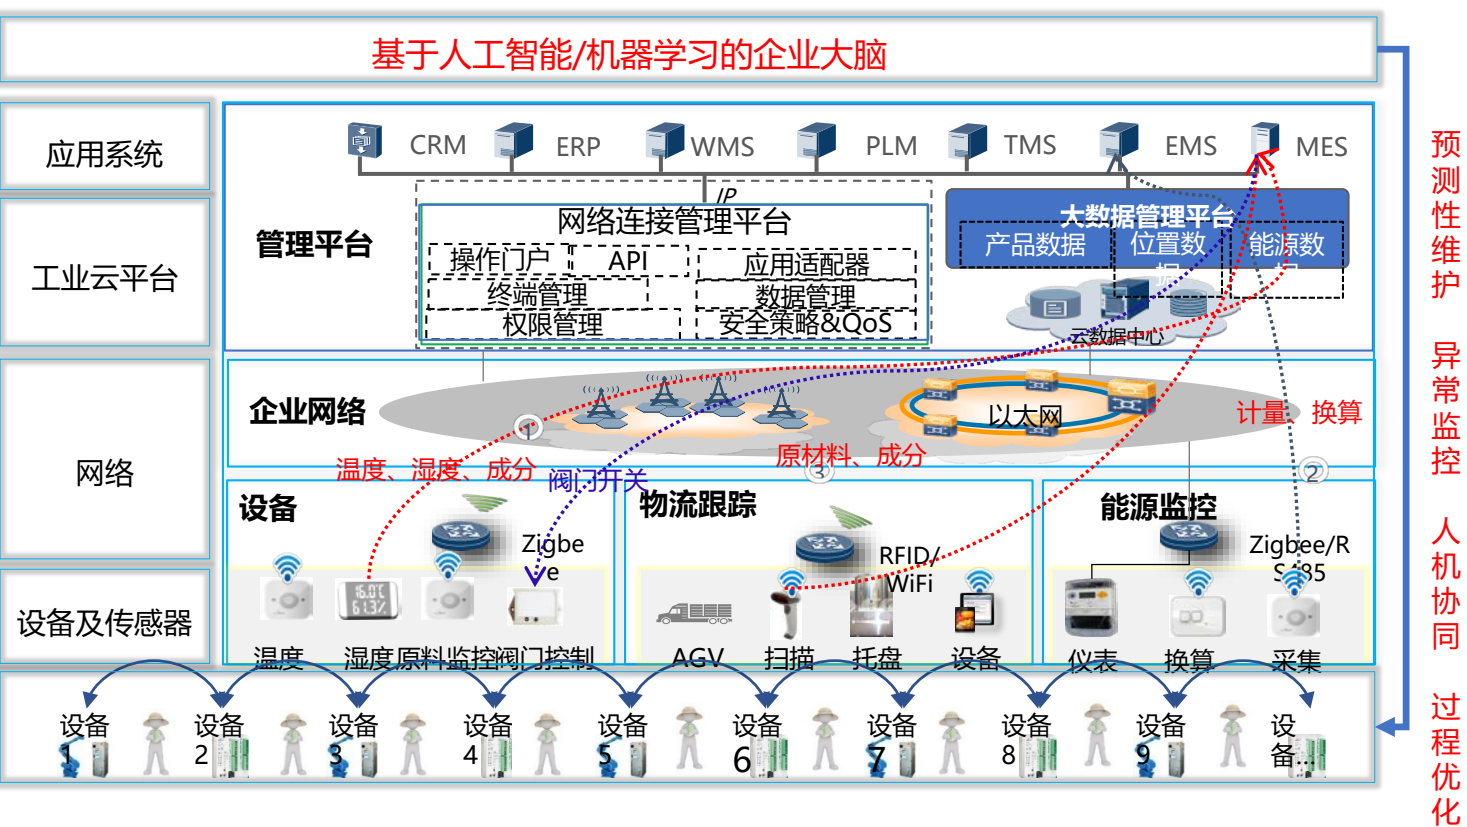 基于人工智能/机器学习的企业大脑
应用系统
CRM
ERP
WMS
PLM
TMS
EMS
MES
IP
工业云平台
管理平台
网络连接管理平台
操作门户
API
应用适配器
终端管理
数据管理
权限管理
安全策略&QoS
大数据管理平台
产品数据
位置数
据
能源数
据
云数据中心
网络
企业网络
以太网
①
温度、湿度、成分
阀门开关
原材料、成分
③
计量、换算
②
设备
Zigbe
e
物流跟踪
RFID/
WiFi
能源监控
Zigbee/R
S485
设备及传感器
16.0℃
61.3%
温度
湿度
原料监控
阀门控制
AGV
扫描
托盘
设备
仪表
换算
采集
设备
1
设备
2
设备
3
设备
4
设备
5
设备
6
设备
7
设备
8
设备
9
设
备...
预测性维护
异常监控
人机协同
过程优化